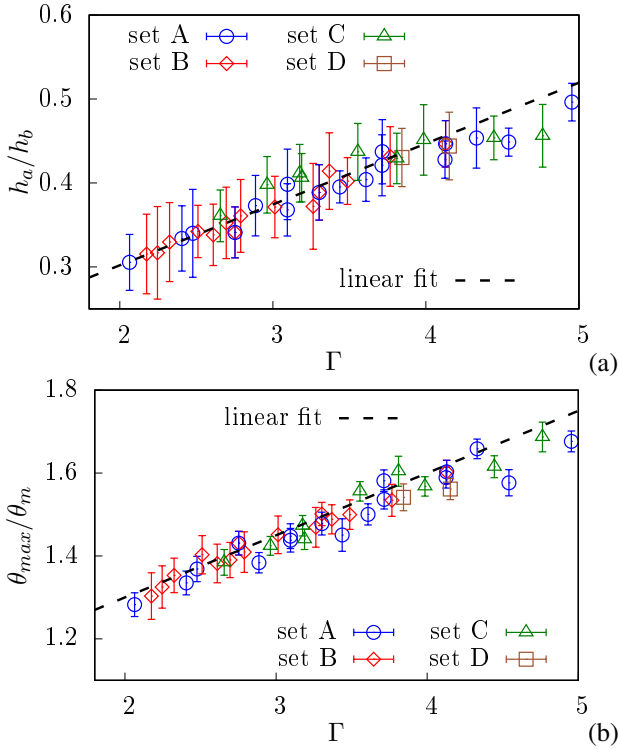 0.6
set A set C
set B set D
0.5
h_a/h_b
0.4
0.3
linear fit
2 3 4 5
Γ
(a)
1.8
linear fit
1.6
θ_max/θ_m
1.4
1.2
set A set C
set B set D
2 3 4 5
Γ
(b)